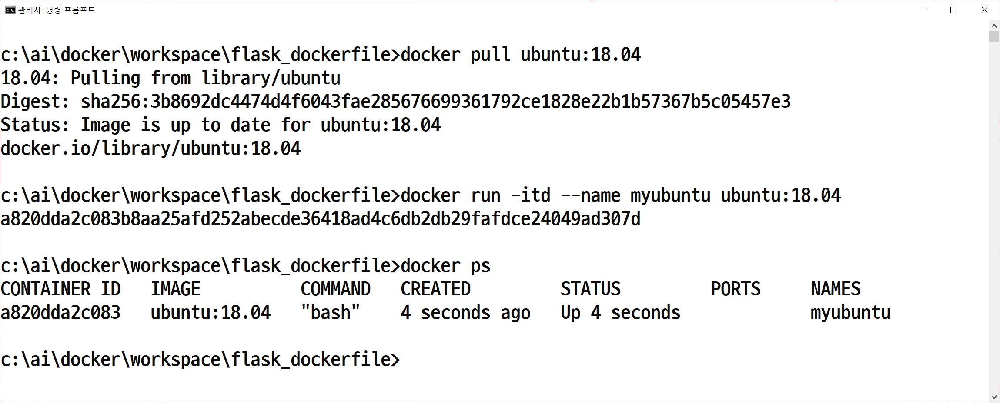 관리자: 명령 프롬프트
c:\ai\docker\workspace\flask_dockerfile>docker pull ubuntu:18.04
18.04: Pulling from library/ubuntu
Digest: sha256:3b8692dc4474d4f6043fae285676699361792ce1828e22b1b57367b5c05457e3
Status: Image is up to date for ubuntu:18.04
docker.io/library/ubuntu:18.04
c:\ai\docker\workspace\flask_dockerfile>docker run -itd --name myubuntu ubuntu:18.04
a820dda2c083b8aa25afd252abecde36418ad4c6db2db29fafdce24049ad307d
c:\ai\docker\workspace\flask_dockerfile>docker ps
CONTAINER ID   IMAGE          COMMAND   CREATED         STATUS         PORTS     NAMES
a820dda2c083   ubuntu:18.04   "bash"    4 seconds ago   Up 4 seconds             myubuntu
c:\ai\docker\workspace\flask_dockerfile>